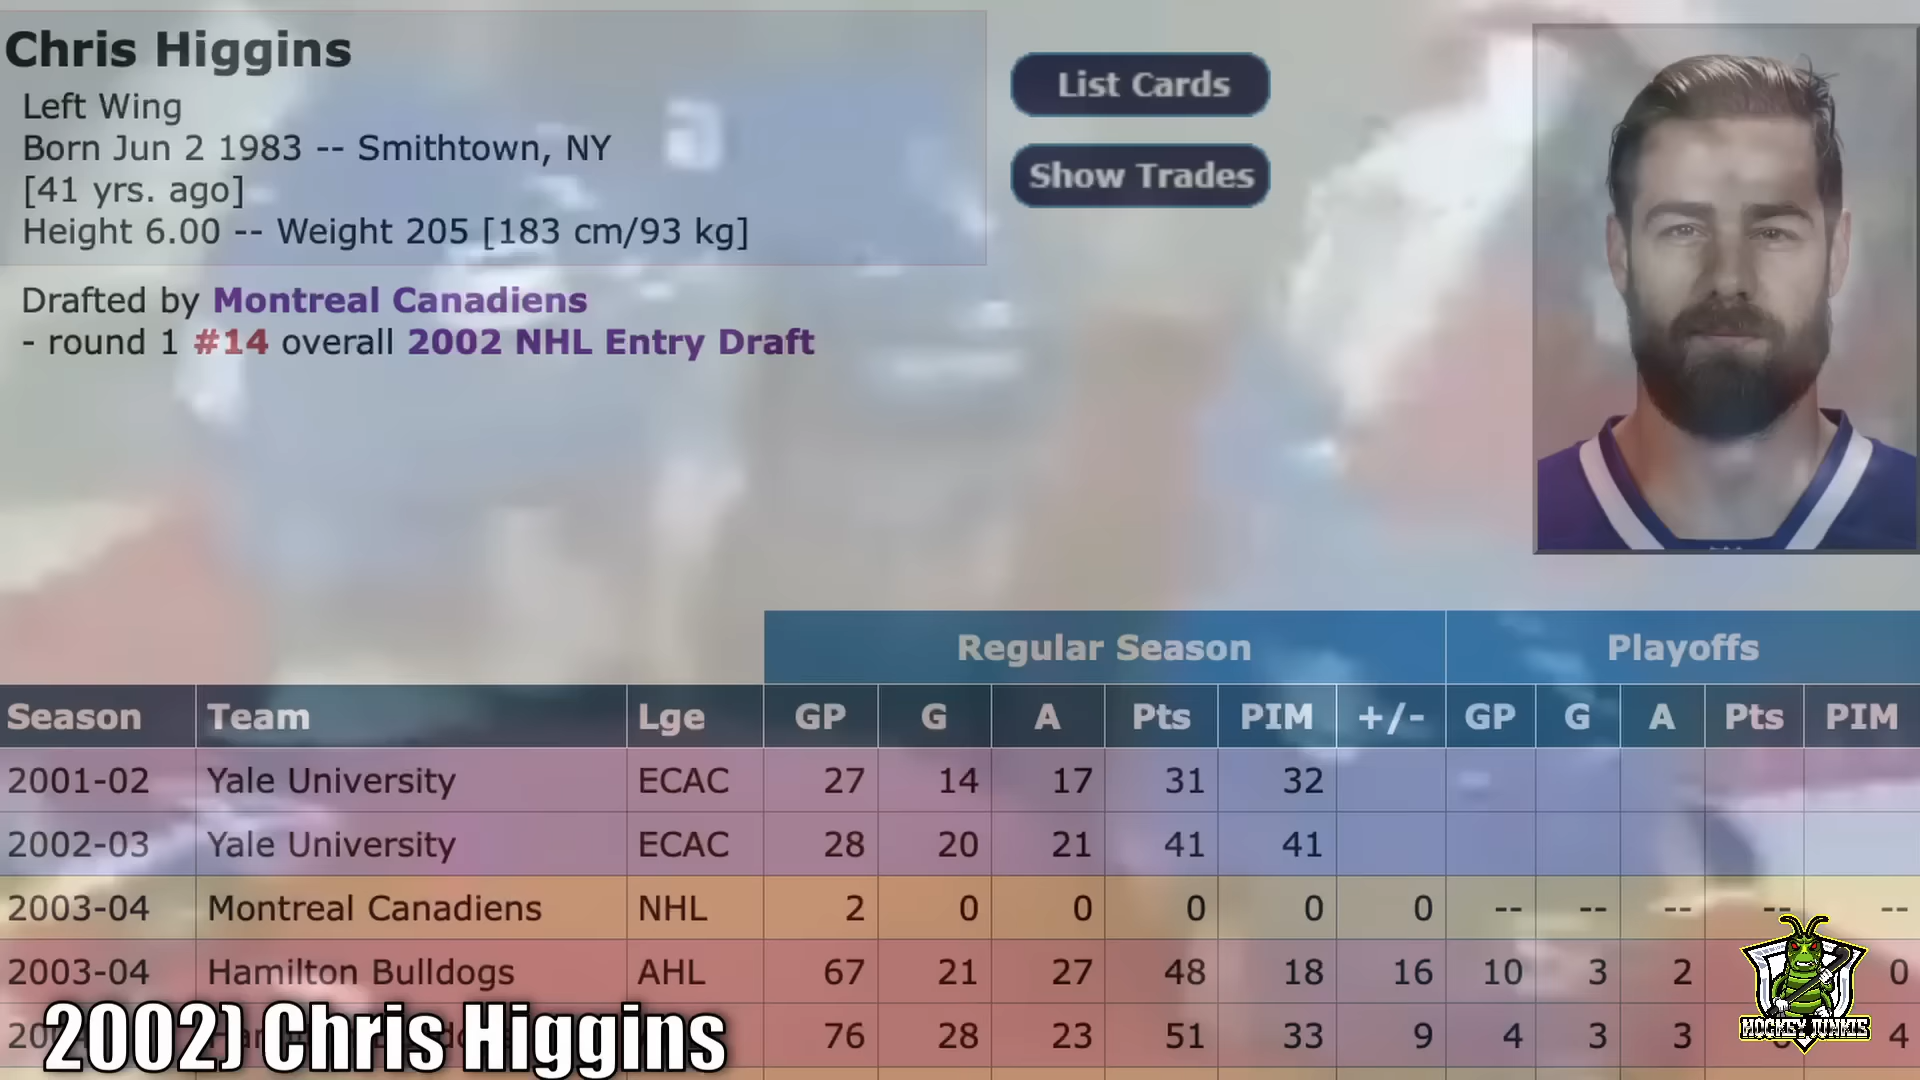 Chris Higgins
Left Wing
Born Jun 2 1983 -- Smithtown, NY
[41 yrs. ago]
Height 6.00 -- Weight 205 [183 cm/93 kg]
List Cards
Show Trades
Drafted by Montreal Canadiens
- round 1 #14 overall 2002 NHL Entry Draft
Regular Season Playoffs
Season Team Lge GP G A Pts PIM +/- GP G A Pts PIM
2001-02 Yale University ECAC 27 14 17 31 32
2002-03 Yale University ECAC 28 20 21 41 41
2003-04 Montreal Canadiens NHL 2 0 0 0 0 0 -- -- -- -- --
2003-04 Hamilton Bulldogs AHL 67 21 27 48 18 16 10 3 2 0
76 28 23 51 33 9 4 3 3 4
2002) Chris Higgins
HOCKEY JUNKIE